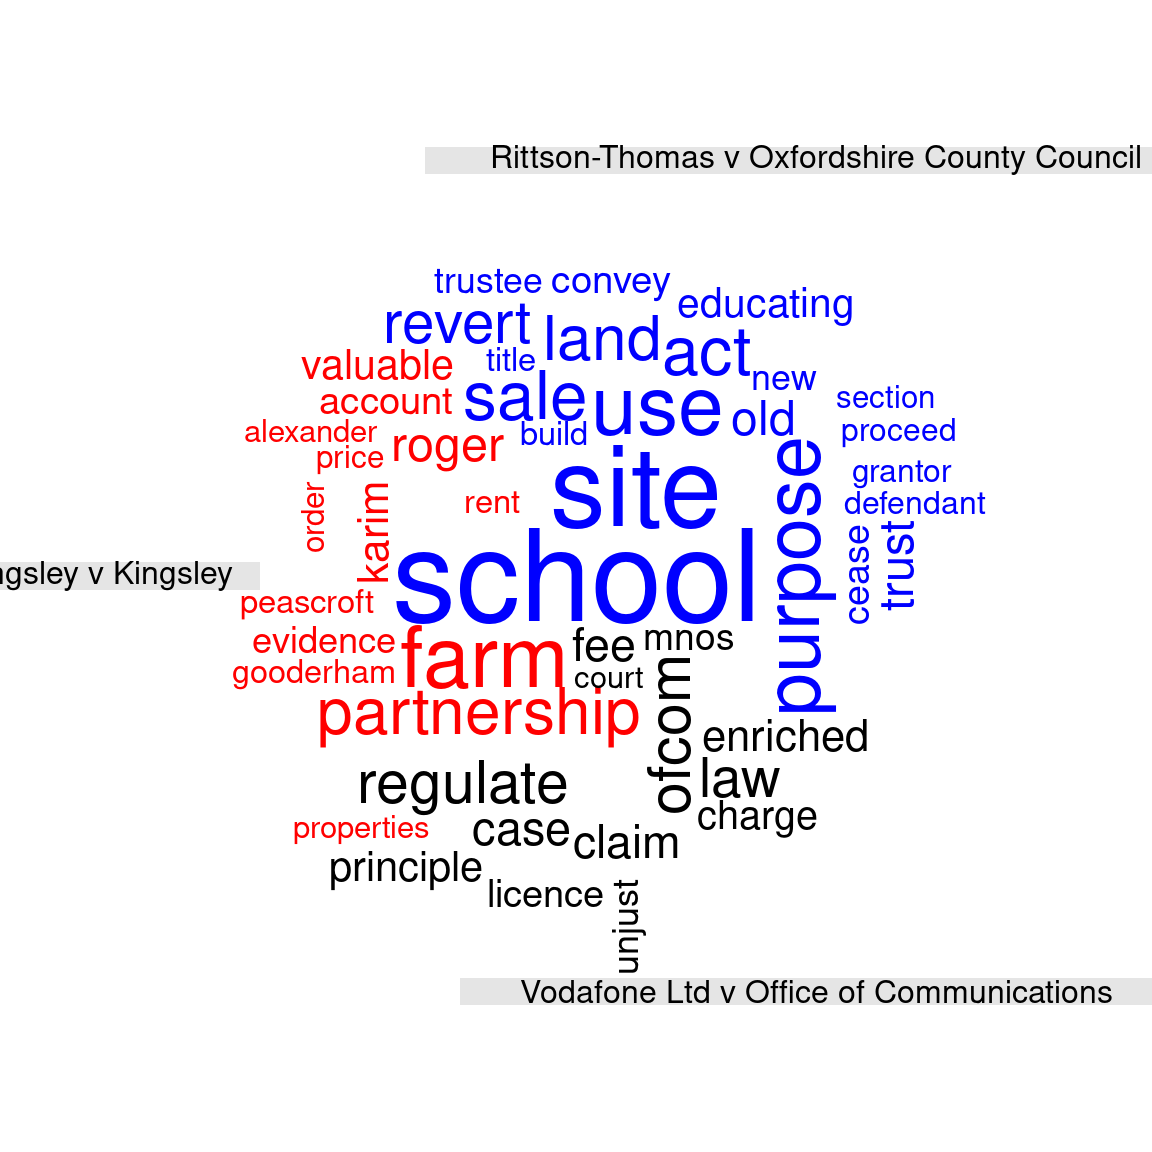 Rittson-Thomas v Oxfordshire County Council
trustee convey
educating
revert
land
act
valuable
title
new
sale
use
account
section
old
alexander
build
proceed
roger
price
site
purpose
grantor
order
karim
rent
defendant
school
cease
trust
ngsley v Kingsley
peascroft
evidence
farm
fee
mnos
gooderham
court
ofcom
partnership
enriched
regulate
law
charge
properties
case
claim
principle
licence
unjust
Vodafone Ltd v Office of Communications